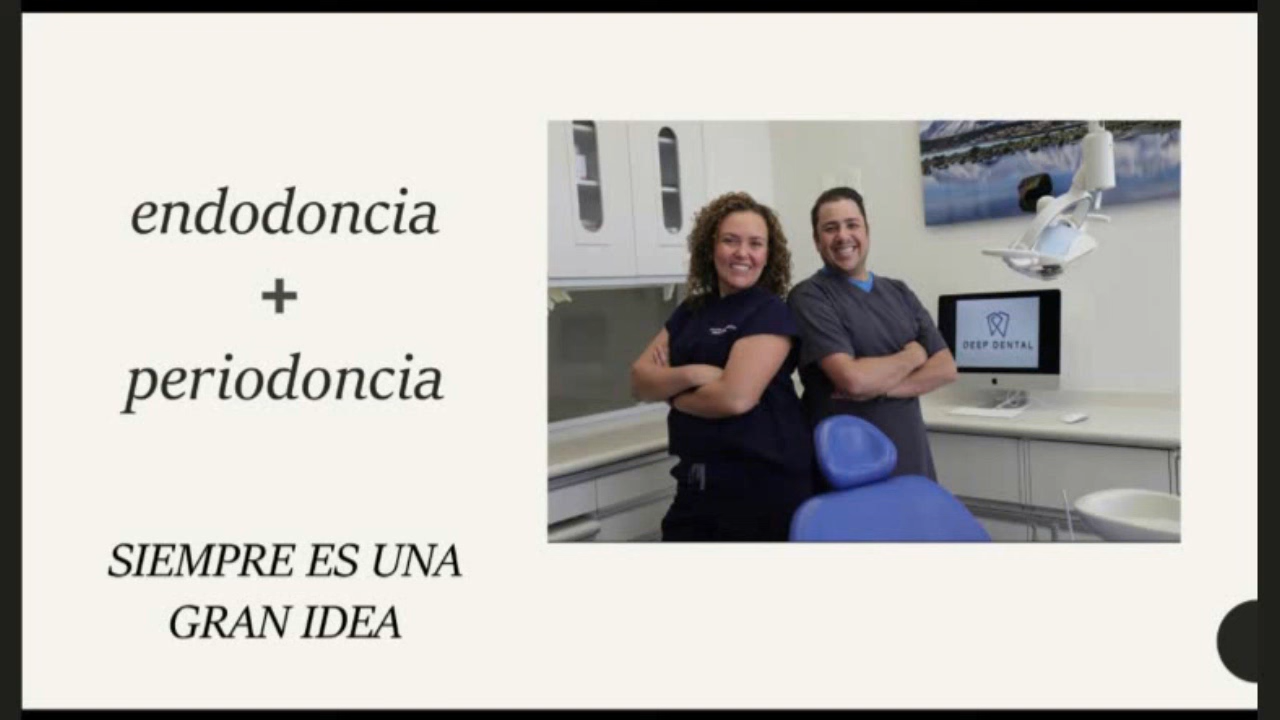 endodoncia
+
periodoncia
SIEMPRE ES UNA
GRAN IDEA
DEEP DENTAL